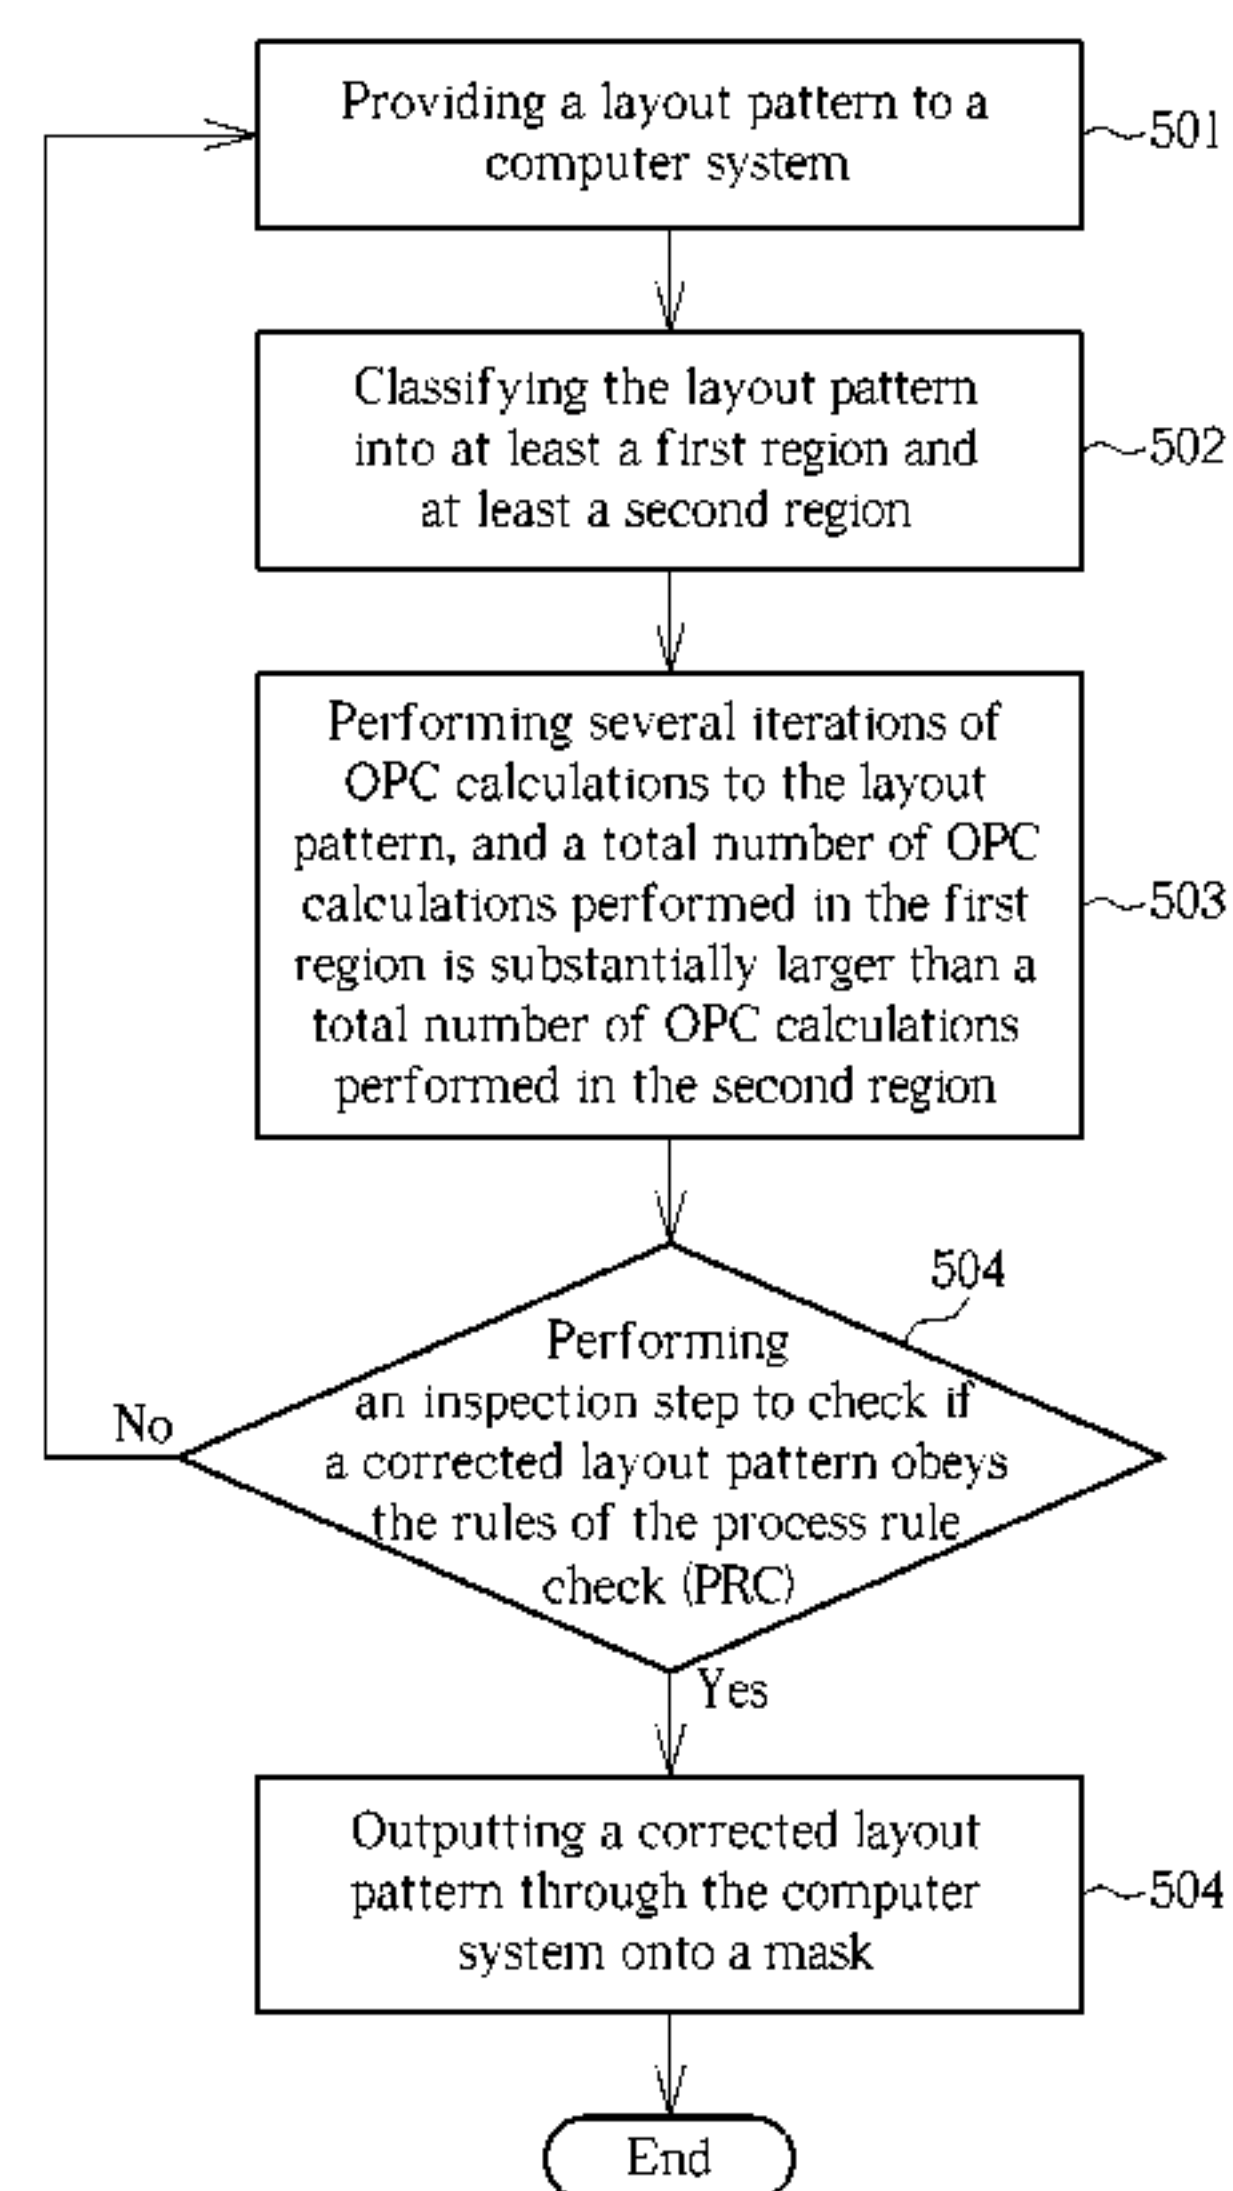 Providing a layout pattern to a
computer system
501
Classifying the layout pattern
into at least a first region and
at least a second region
502
Performing several iterations of
OPC calculations to the layout
pattern, and a total number of OPC
calculations performed in the first
region is substantially larger than a
total number of OPC calculations
performed in the second region
503
504
Performing
an inspection step to check if
a corrected layout pattern obeys
the rules of the process rule
check (PRC)
No
Yes
Outputting a corrected layout
pattern through the computer
system onto a mask
504
End